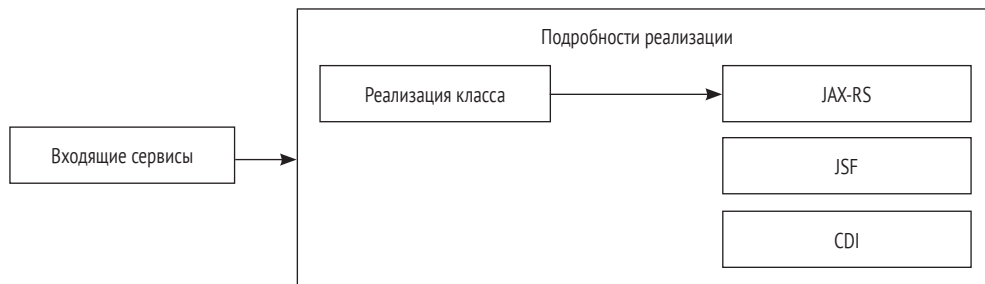 Подробности реализации
Реализация класса
JAX-RS
Входящие сервисы
JSF
CDI